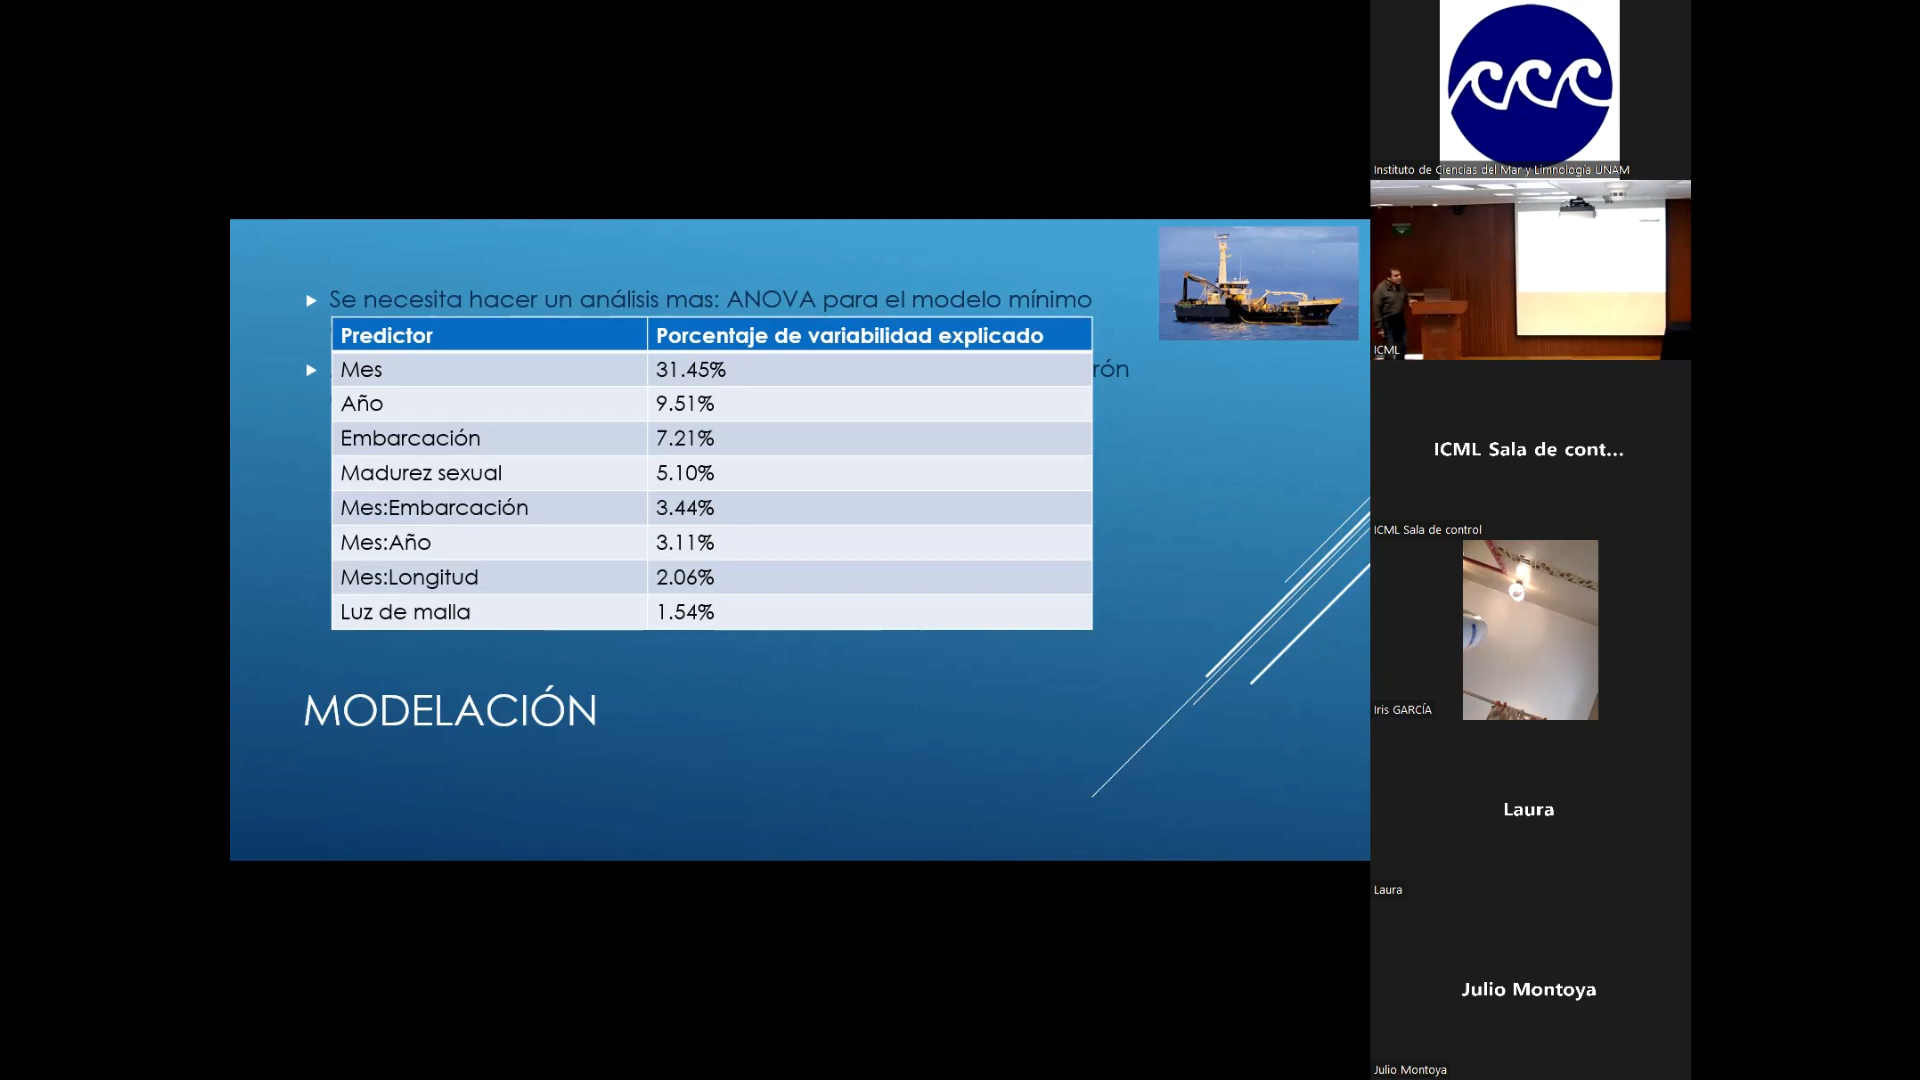 Se necesita hacer un análisis mas: ANOVA para el modelo mínimo
rón
Predictor Porcentaje de variabilidad explicado
Mes 31.45%
Año 9.51%
Embarcación 7.21%
Madurez sexual 5.10%
Mes:Embarcación 3.44%
Mes:Año 3.11%
Mes:Longitud 2.06%
Luz de malla 1.54%
MODELACIÓN
Instituto de Ciencias del Mar y Limnología UNAM
ICML
ICML Sala de cont...
ICML Sala de control
Iris GARCÍA
Laura
Laura
Julio Montoya
Julio Montoya